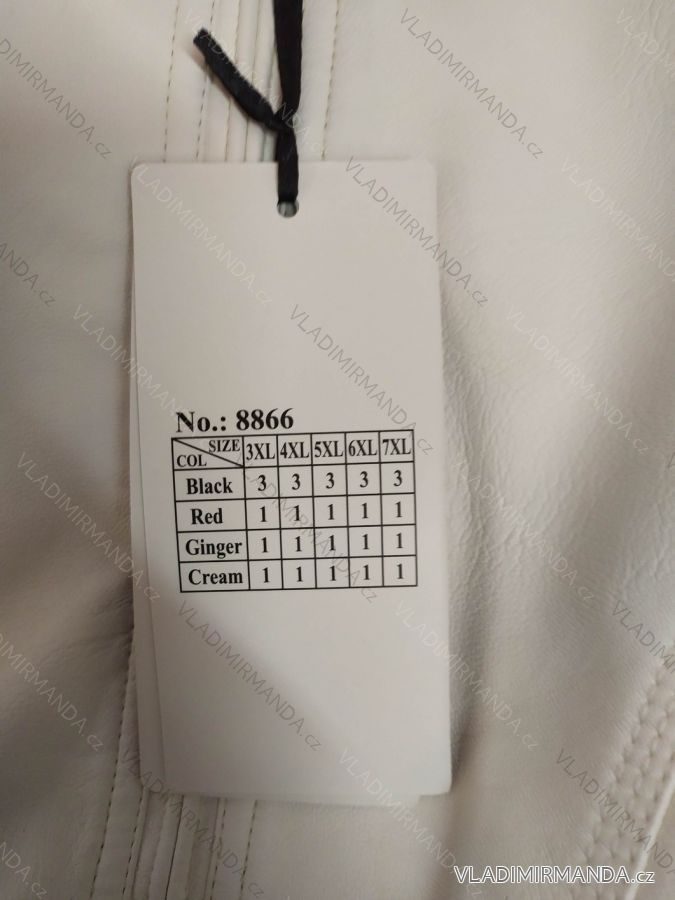 No.: 8866
SIZE COL 3XL 4XL 5XL 6XL 7XL
Black 3 3 3 3 3
Red 1 1 1 1 1
Ginger 1 1 1 1 1
Cream 1 1 1 1 1
VLADIMIRMANDA.cz